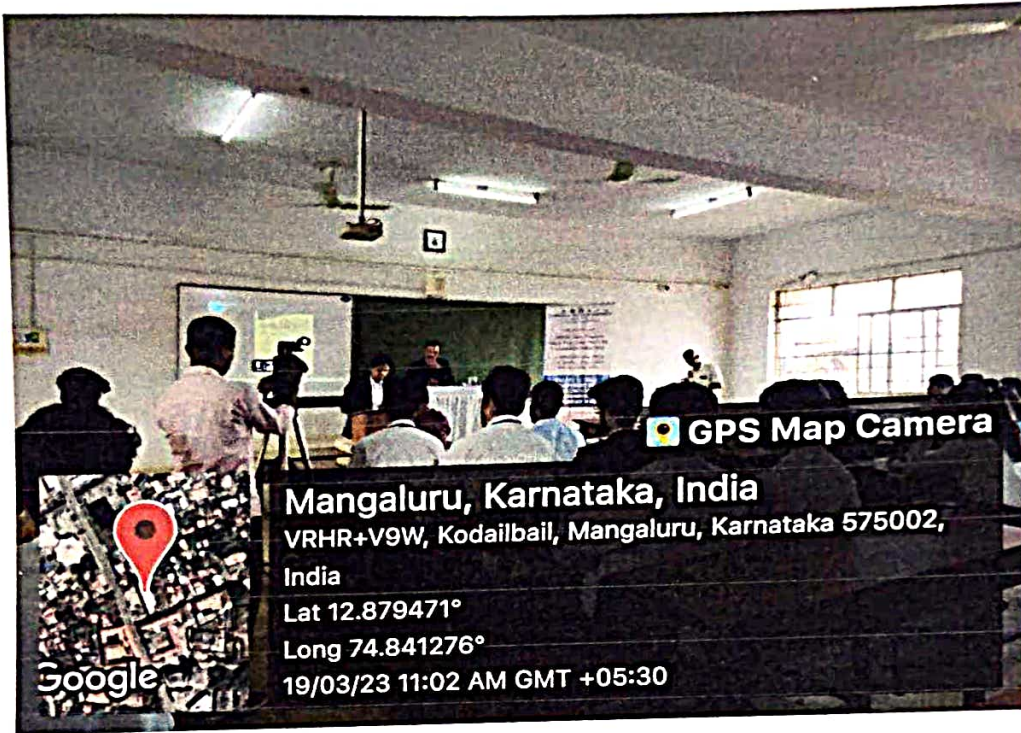 GPS Map Camera
Mangaluru, Karnataka, India
VRHR+V9W, Kodailbail, Mangaluru, Karnataka 575002,
India
Lat 12.879471°
Long 74.841276°
19/03/23 11:02 AM GMT +05:30
Google